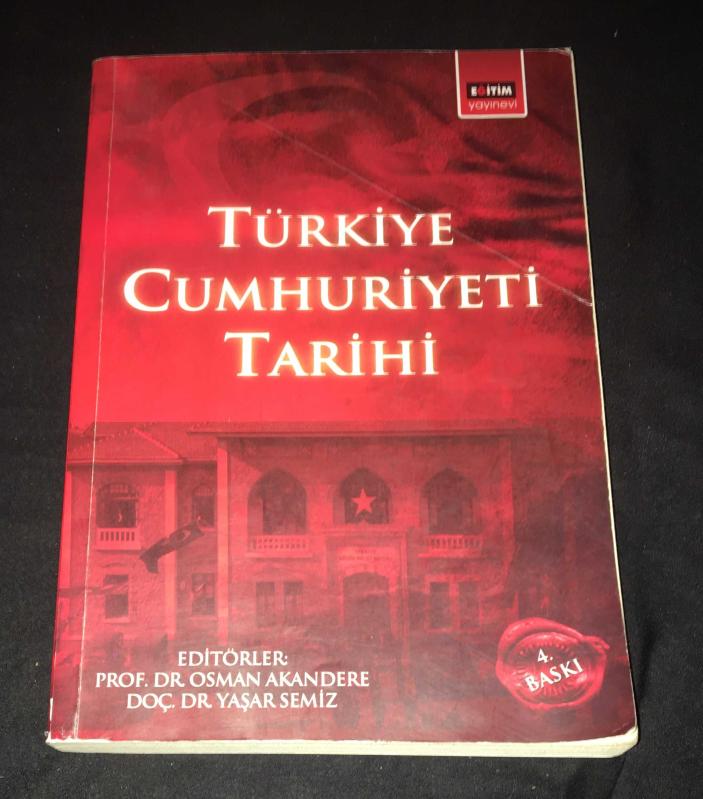 EĞİTİM
yayınevi
TÜRKİYE
CUMHURİYETİ
TARİHİ
EDİTÖRLER:
PROF. DR OSMAN AKANDERE
DOÇ. DR. YAŞAR SEMİZ
4.
BASKI